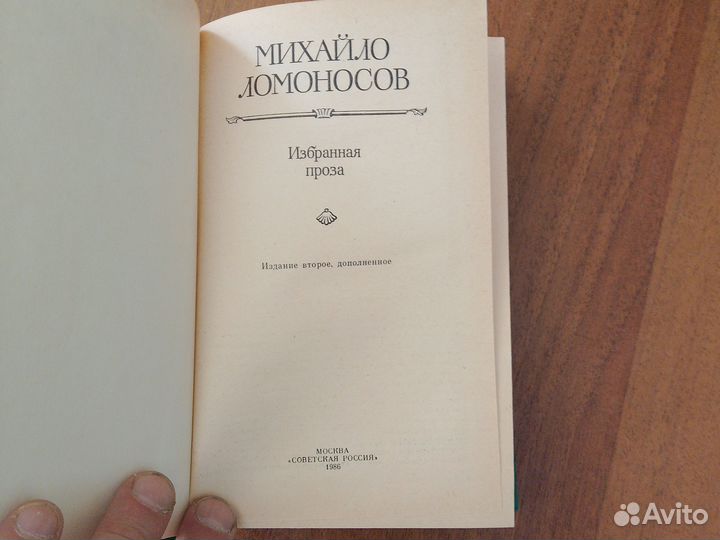 МИХАЙЛО
ЛОМОНОСОВ
Избранная
проза
Издание второе, дополненное
МОСКВА
«СОВЕТСКАЯ РОССИЯ»
1986
Avito